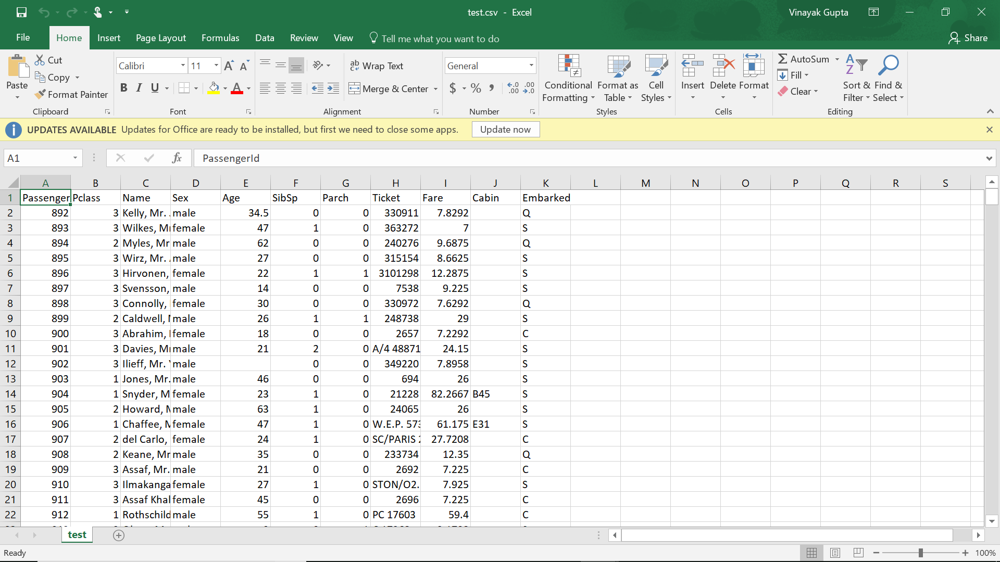 test.csv - Excel
Vinayak Gupta
File Home Insert Page Layout Formulas Data Review View Tell me what you want to do Share
Paste
Cut
Copy
Format Painter
Clipboard
Calibri 11
B I U
Font
Wrap Text
Merge & Center
Alignment
General
$ % ,
Number
Conditional Formatting
Format as Table
Cell Styles
Styles
Insert Delete Format
Cells
AutoSum
Fill
Clear
Sort & Filter
Find & Select
Editing
UPDATES AVAILABLE Updates for Office are ready to be installed, but first we need to close some apps. Update now
A1 fx PassengerId
A B C D E F G H I J K L M N O P Q R S
1 Passenger Pclass Name Sex Age SibSp Parch Ticket Fare Cabin Embarked
2 892 3 Kelly, Mr. male 34.5 0 0 330911 7.8292 Q
3 893 3 Wilkes, female 47 1 0 363272 7 S
4 894 2 Myles, Mr male 62 0 0 240276 9.6875 Q
5 895 3 Wirz, Mr. male 27 0 0 315154 8.6625 S
6 896 3 Hirvonen, female 22 1 1 3101298 12.2875 S
7 897 3 Svensson, male 14 0 0 7538 9.225 S
8 898 3 Connolly, female 30 0 0 330972 7.6292 Q
9 899 2 Caldwell, male 26 1 1 248738 29 S
10 900 3 Abrahim, female 18 0 0 2657 7.2292 C
11 901 3 Davies, male 21 2 0 A/4 48871 24.15 S
12 902 3 Ilieff, Mr. male 0 0 349220 7.8958 S
13 903 1 Jones, Mr. male 46 0 0 694 26 S
14 904 1 Snyder, M female 23 1 0 21228 82.2667 B45 S
15 905 2 Howard, male 63 1 0 24065 26 S
16 906 1 Chaffee, female 47 1 0 W.E.P. 573 61.175 E31 S
17 907 2 del Carlo, female 24 1 0 SC/PARIS 27.7208 C
18 908 2 Keane, Mr male 35 0 0 233734 12.35 Q
19 909 3 Assaf, Mr. male 21 0 0 2692 7.225 C
20 910 3 Ilmakanga female 27 1 0 STON/O2. 7.925 S
21 911 3 Assaf Khal female 45 0 0 2696 7.225 C
22 912 1 Rothschild male 55 1 0 PC 17603 59.4 C
test
Ready
100%